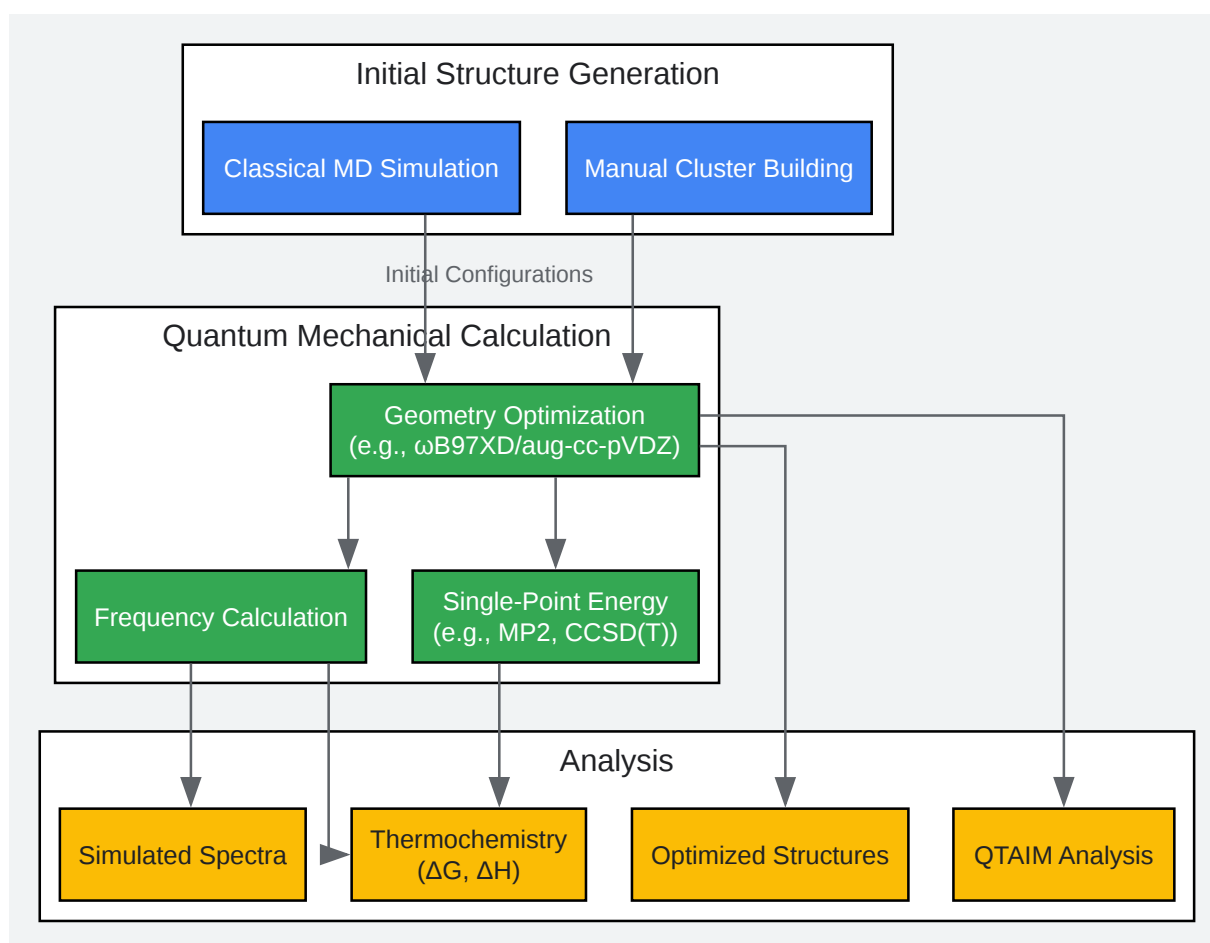 Initial Structure Generation
Classical MD Simulation
Manual Cluster Building
Initial Configurations
Quantum Mechanical Calculation
Geometry Optimization
(e.g., ωB97XD/aug-cc-pVDZ)
Frequency Calculation
Single-Point Energy
(e.g., MP2, CCSD(T))
Analysis
Simulated Spectra
Thermochemistry
(ΔG, ΔH)
Optimized Structures
QTAIM Analysis